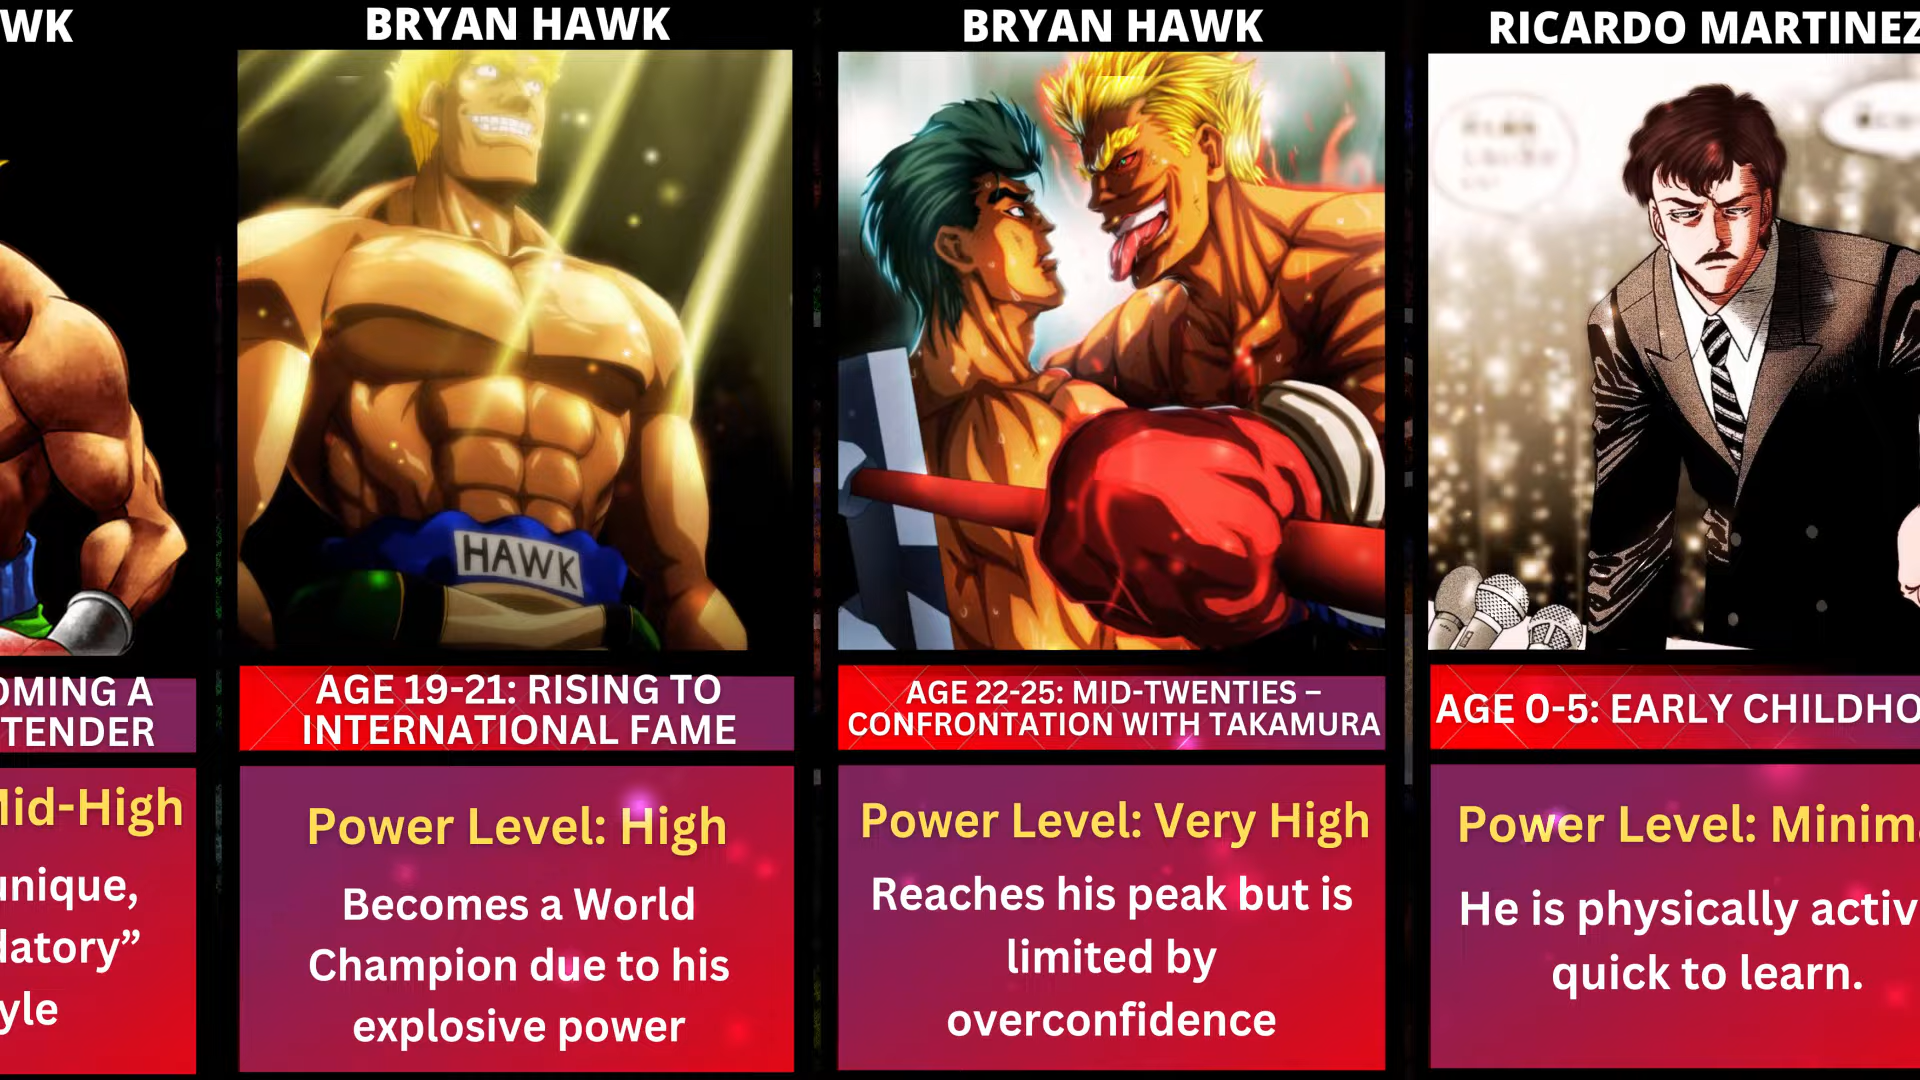 WK
OMING A
TENDER
Mid-High
unique,
datory”
yle
BRYAN HAWK
HAWK
AGE 19-21: RISING TO
INTERNATIONAL FAME
Power Level: High
Becomes a World
Champion due to his
explosive power
BRYAN HAWK
AGE 22-25: MID-TWENTIES –
CONFRONTATION WITH TAKAMURA
Power Level: Very High
Reaches his peak but is
limited by
overconfidence
RICARDO MARTINEZ
AGE 0-5: EARLY CHILDHO
Power Level: Minim
He is physically activ
quick to learn.